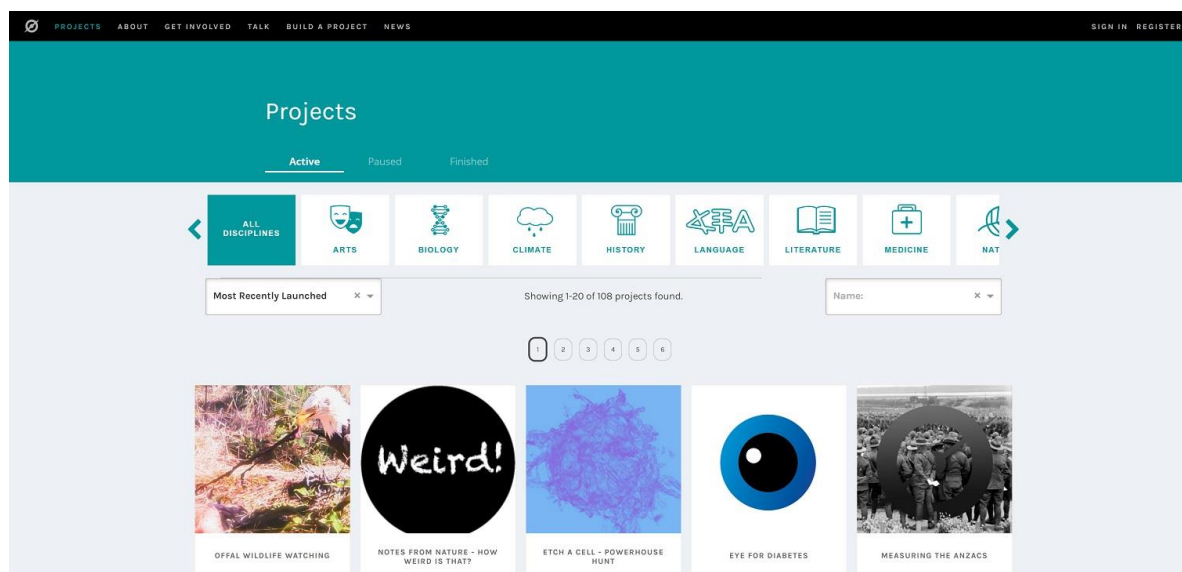 PROJECTS ABOUT GET INVOLVED TALK BUILD A PROJECT NEWS SIGN IN REGISTER
Projects
Active Paused Finished
ALL
DISCIPLINES
ARTS BIOLOGY CLIMATE HISTORY LANGUAGE LITERATURE MEDICINE NAT
Most Recently Launched Showing 1-20 of 108 projects found. Name:
1 2 3 4 5 6
Weird!
OFFAL WILDLIFE WATCHING
NOTES FROM NATURE - HOW
WEIRD IS THAT?
ETCH A CELL - POWERHOUSE
HUNT
EYE FOR DIABETES
MEASURING THE ANZACS